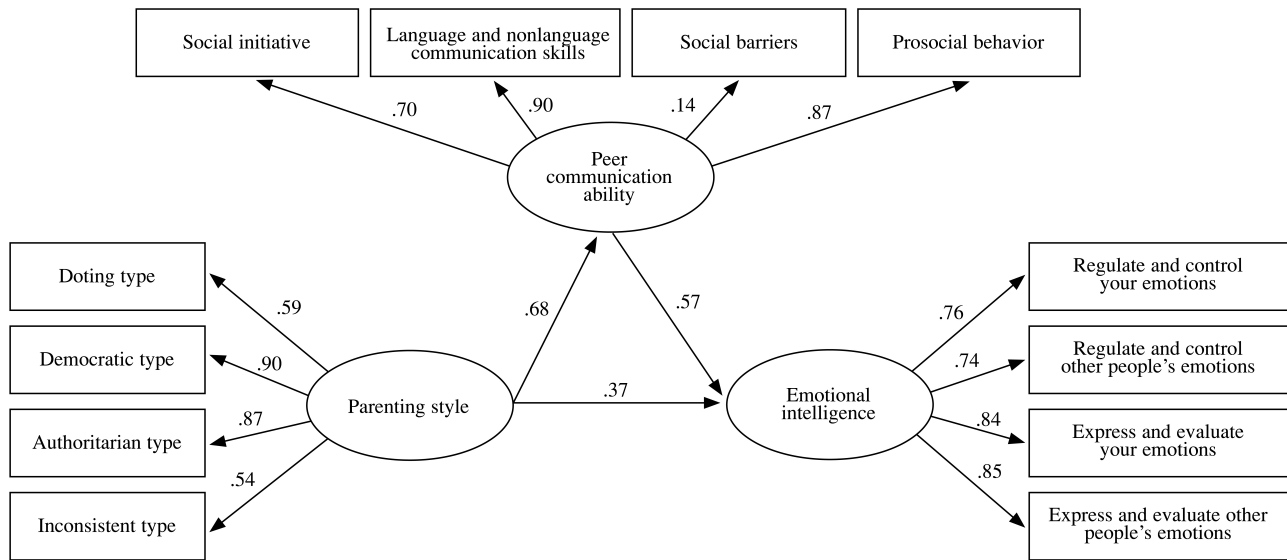 Social initiative
Language and nonlanguage
communication skills
Social barriers
Prosocial behavior
.70
.90
.14
.87
Peer
communication
ability
Doting type
Democratic type
Authoritarian type
Inconsistent type
.59
.90
.87
.54
Parenting style
.68
.57
.37
Emotional
intelligence
.76
.74
.84
.85
Regulate and control
your emotions
Regulate and control
other people’s emotions
Express and evaluate
your emotions
Express and evaluate other
people’s emotions